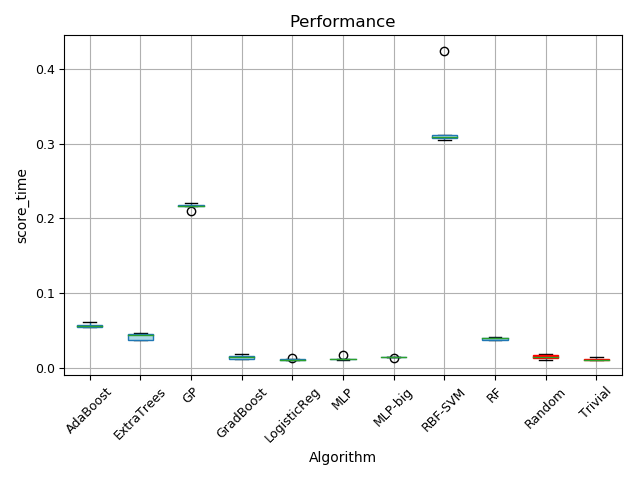 Performance
score_time
0.4
0.3
0.2
0.1
0.0
AdaBoost
ExtraTrees
GP
GradBoost
LogisticReg
MLP
MLP-big
RBF-SVM
RF
Random
Trivial
Algorithm